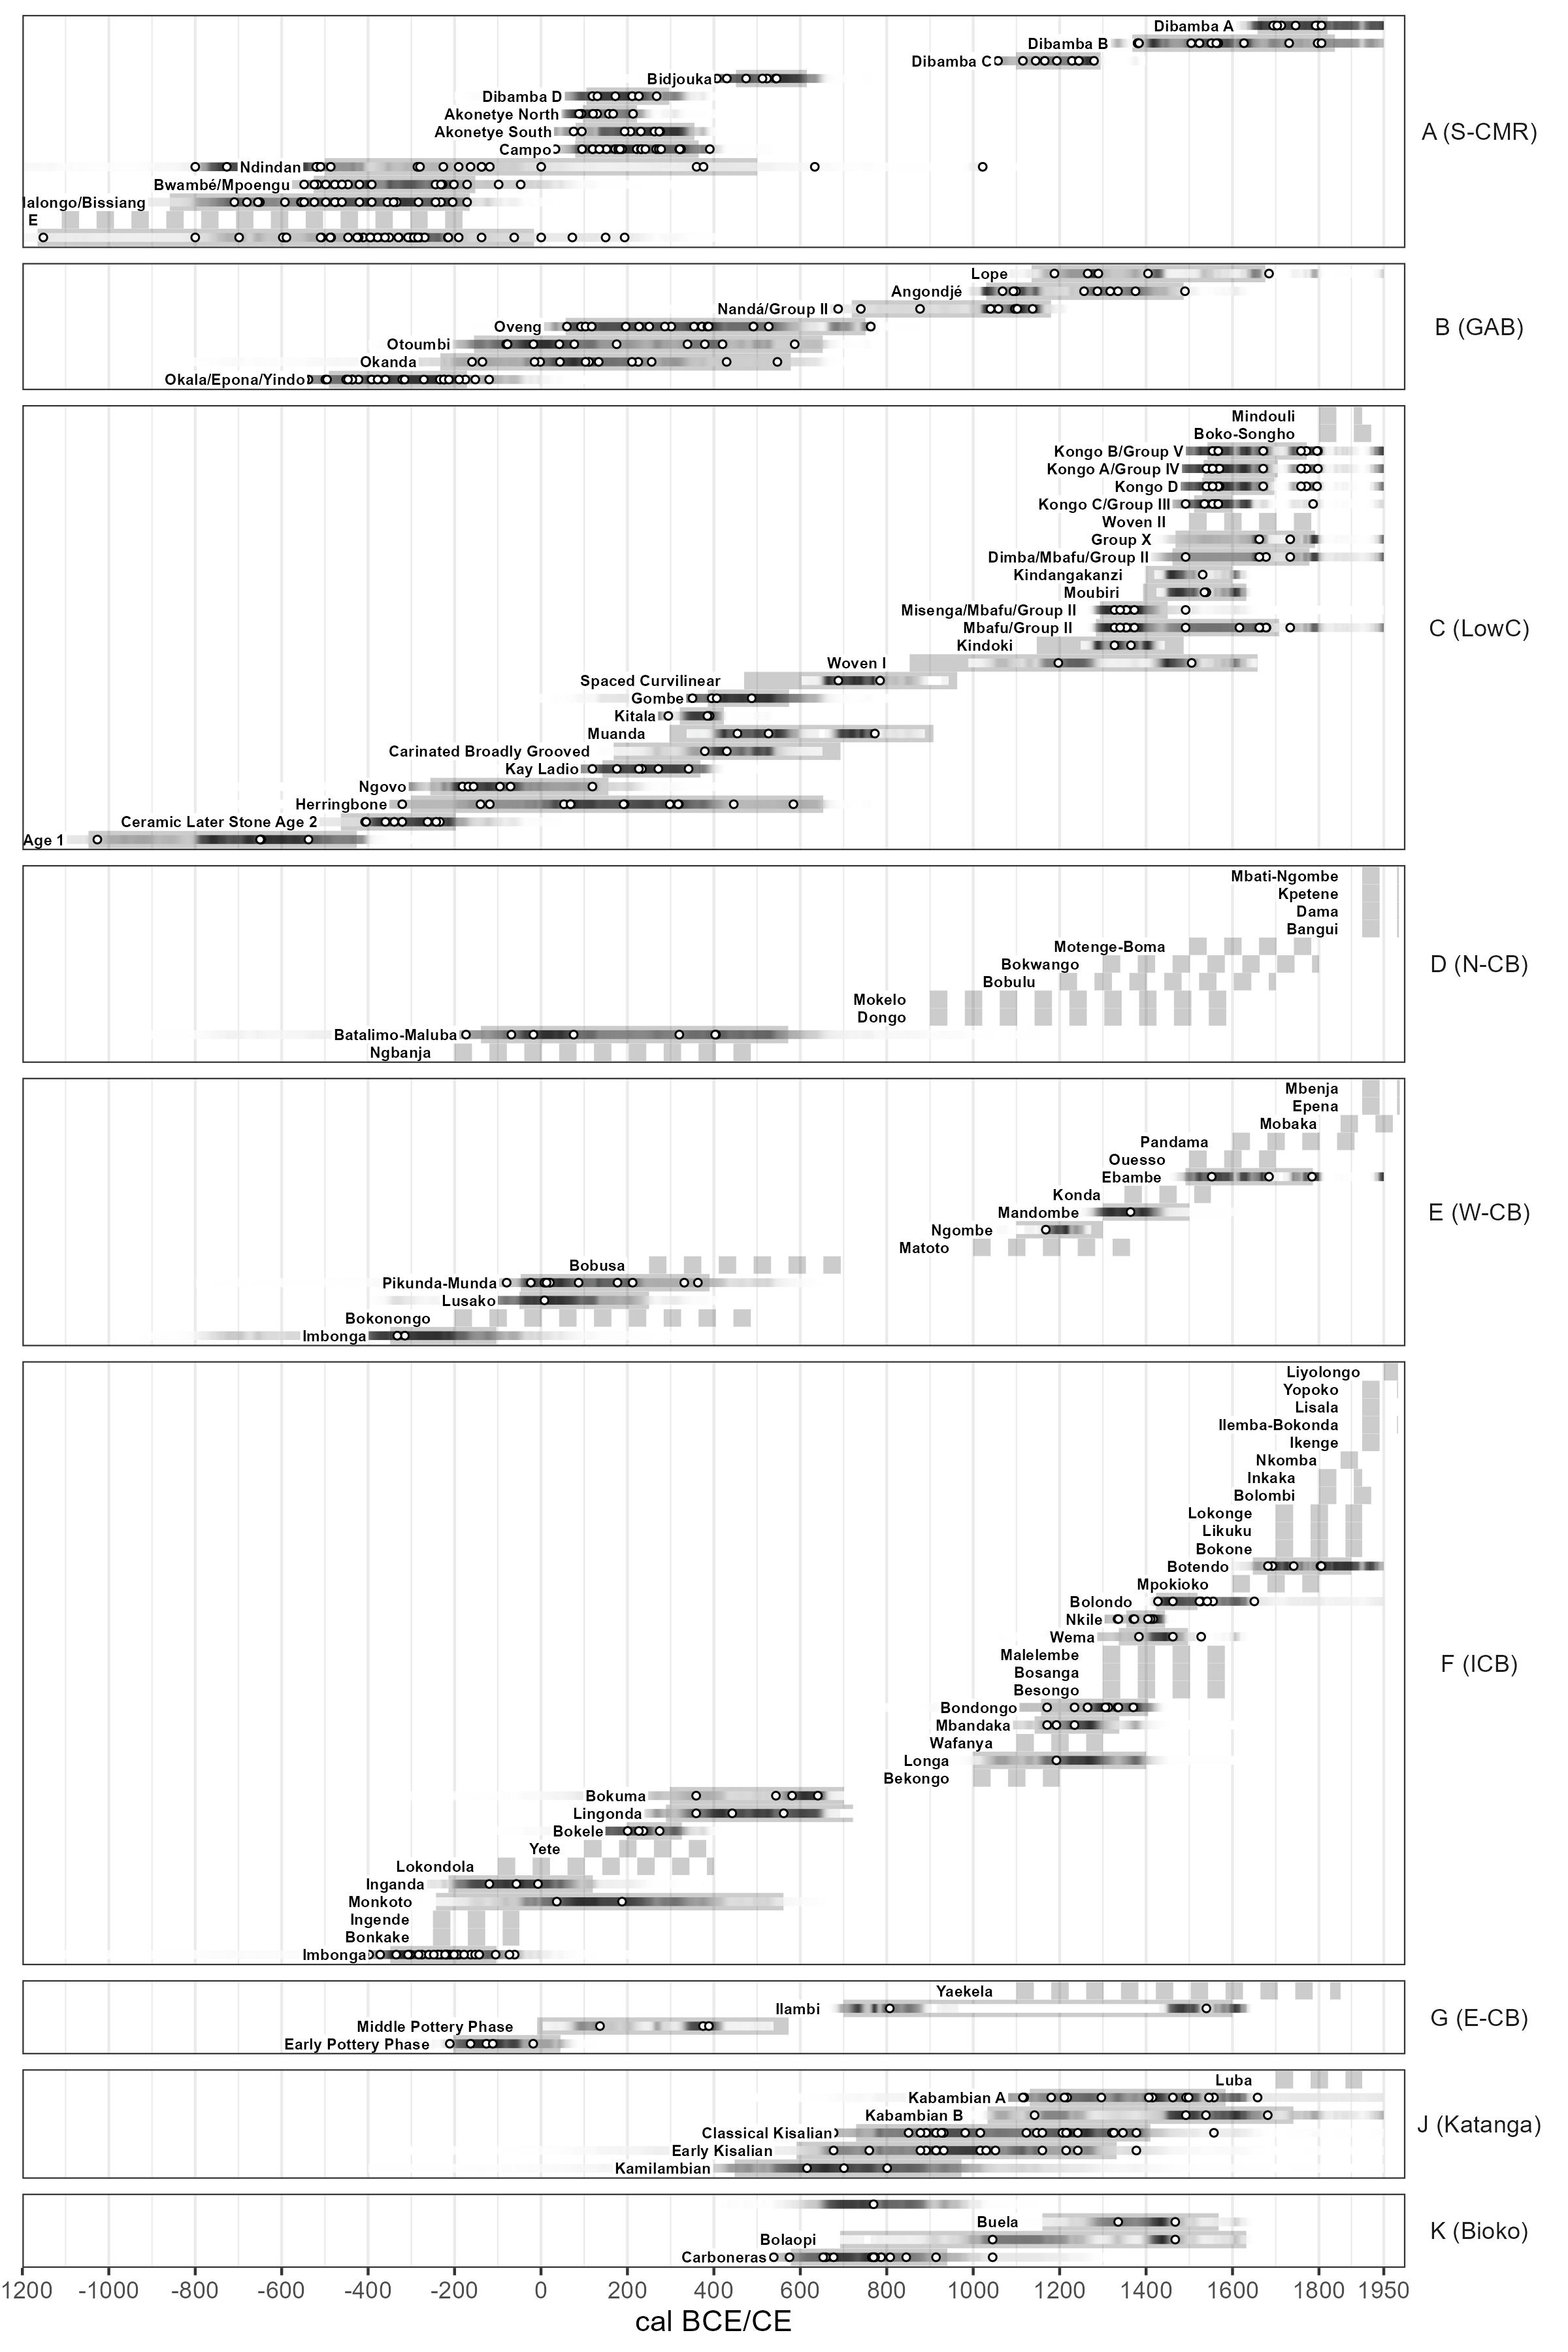 Dibamba A
Dibamba B
Dibamba C
Bidjouka
Dibamba D
Akonetye North
Akonetye South
Campo
Ndindan
Bwambé/Mpoengu
alongo/Bissiang
E
A (S-CMR)
Lope
Angondjé
Nandá/Group II
Oveng
Otoumbi
Okanda
Okala/Epona/Yindo
B (GAB)
Mindouli
Boko-Songho
Kongo B/Group V
Kongo A/Group IV
Kongo D
Kongo C/Group III
Woven II
Group X
Dimba/Mbafu/Group II
Kindangakanzi
Moubiri
Misenga/Mbafu/Group II
Mbafu/Group II
Kindoki
Woven I
Spaced Curvilinear
Gombe
Kitala
Muanda
Carinated Broadly Grooved
Kay Ladio
Ngovo
Herringbone
Ceramic Later Stone Age 2
Age 1
C (LowC)
Mbati-Ngombe
Kpetene
Dama
Bangui
Motenge-Boma
Bokwango
Bobulu
Mokelo
Dongo
Batalimo-Maluba
Ngbanja
D (N-CB)
Mbenja
Epena
Mobaka
Pandama
Ouesso
Ebambe
Konda
Mandombe
Ngombe
Matoto
Bobusa
Pikunda-Munda
Lusako
Bokonongo
Imbonga
E (W-CB)
Liyolongo
Yopoko
Lisala
Ilemba-Bokonda
Ikenge
Nkomba
Inkaka
Bolombi
Lokonge
Likuku
Bokone
Botendo
Mpokioko
Bolondo
Nkile
Wema
Malelembe
Bosanga
Besongo
Bondongo
Mbandaka
Wafanya
Longa
Bekongo
Bokuma
Lingonda
Bokele
Yete
Lokondola
Inganda
Monkoto
Ingende
Bonkake
Imbonga
F (ICB)
Yaekela
Ilambi
Middle Pottery Phase
Early Pottery Phase
G (E-CB)
Luba
Kabambian A
Kabambian B
Classical Kisalian
Early Kisalian
Kamilambian
J (Katanga)
Buela
Bolaopi
Carboneras
K (Bioko)
1200 -1000 -800 -600 -400 -200 0 200 400 600 800 1000 1200 1400 1600 1800 1950
cal BCE/CE